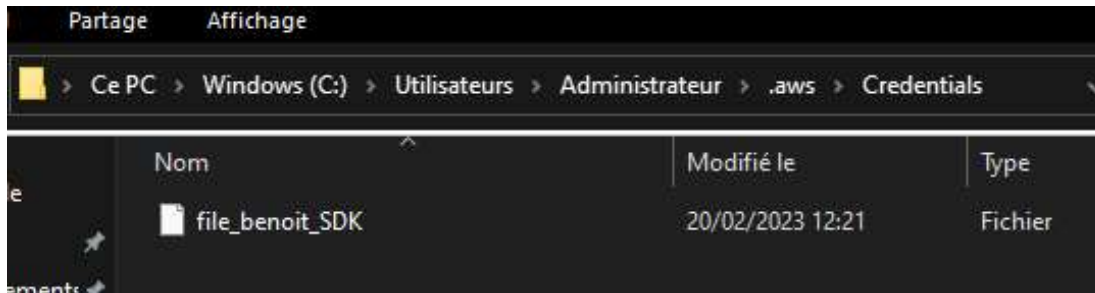 Partage Affichage
> Ce PC > Windows (C:) > Utilisateurs > Administrateur > .aws > Credentials
Nom Modifié le Type
file_benoit_SDK 20/02/2023 12:21 Fichier